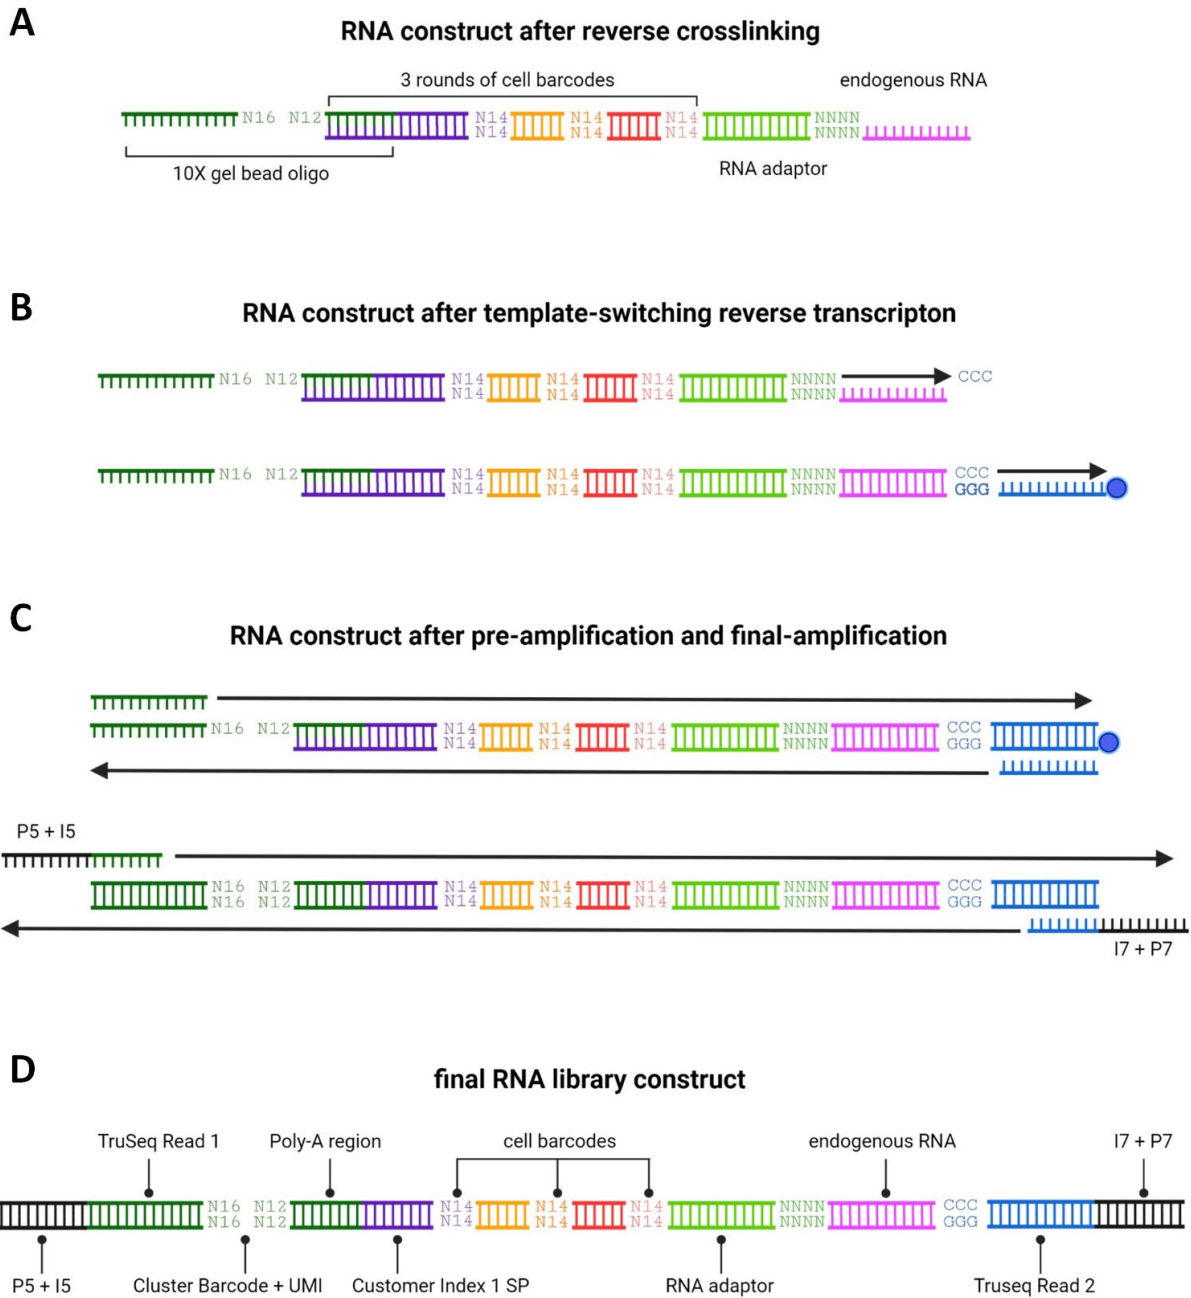 A
RNA construct after reverse crosslinking
3 rounds of cell barcodes
endogenous RNA
N16 N12 N14 N14 N14 NNNN
N14 N14 N14 NNNN
10X gel bead oligo
RNA adaptor
B
RNA construct after template-switching reverse transcripton
N16 N12 N14 N14 N14 NNNN CCC
N14 N14 N14 NNNN
N16 N12 N14 N14 N14 NNNN CCC
N14 N14 N14 NNNN GGG
C
RNA construct after pre-amplification and final-amplification
N16 N12 N14 N14 N14 NNNN CCC
N14 N14 N14 NNNN GGG
P5 + I5
N16 N12 N14 N14 N14 NNNN CCC
N16 N12 N14 N14 N14 NNNN GGG
I7 + P7
D
final RNA library construct
TruSeq Read 1
Poly-A region
cell barcodes
endogenous RNA
I7 + P7
N16 N12 N14 N14 N14 NNNN CCC
N16 N12 N14 N14 N14 NNNN GGG
P5 + I5
Cluster Barcode + UMI
Customer Index 1 SP
RNA adaptor
Truseq Read 2